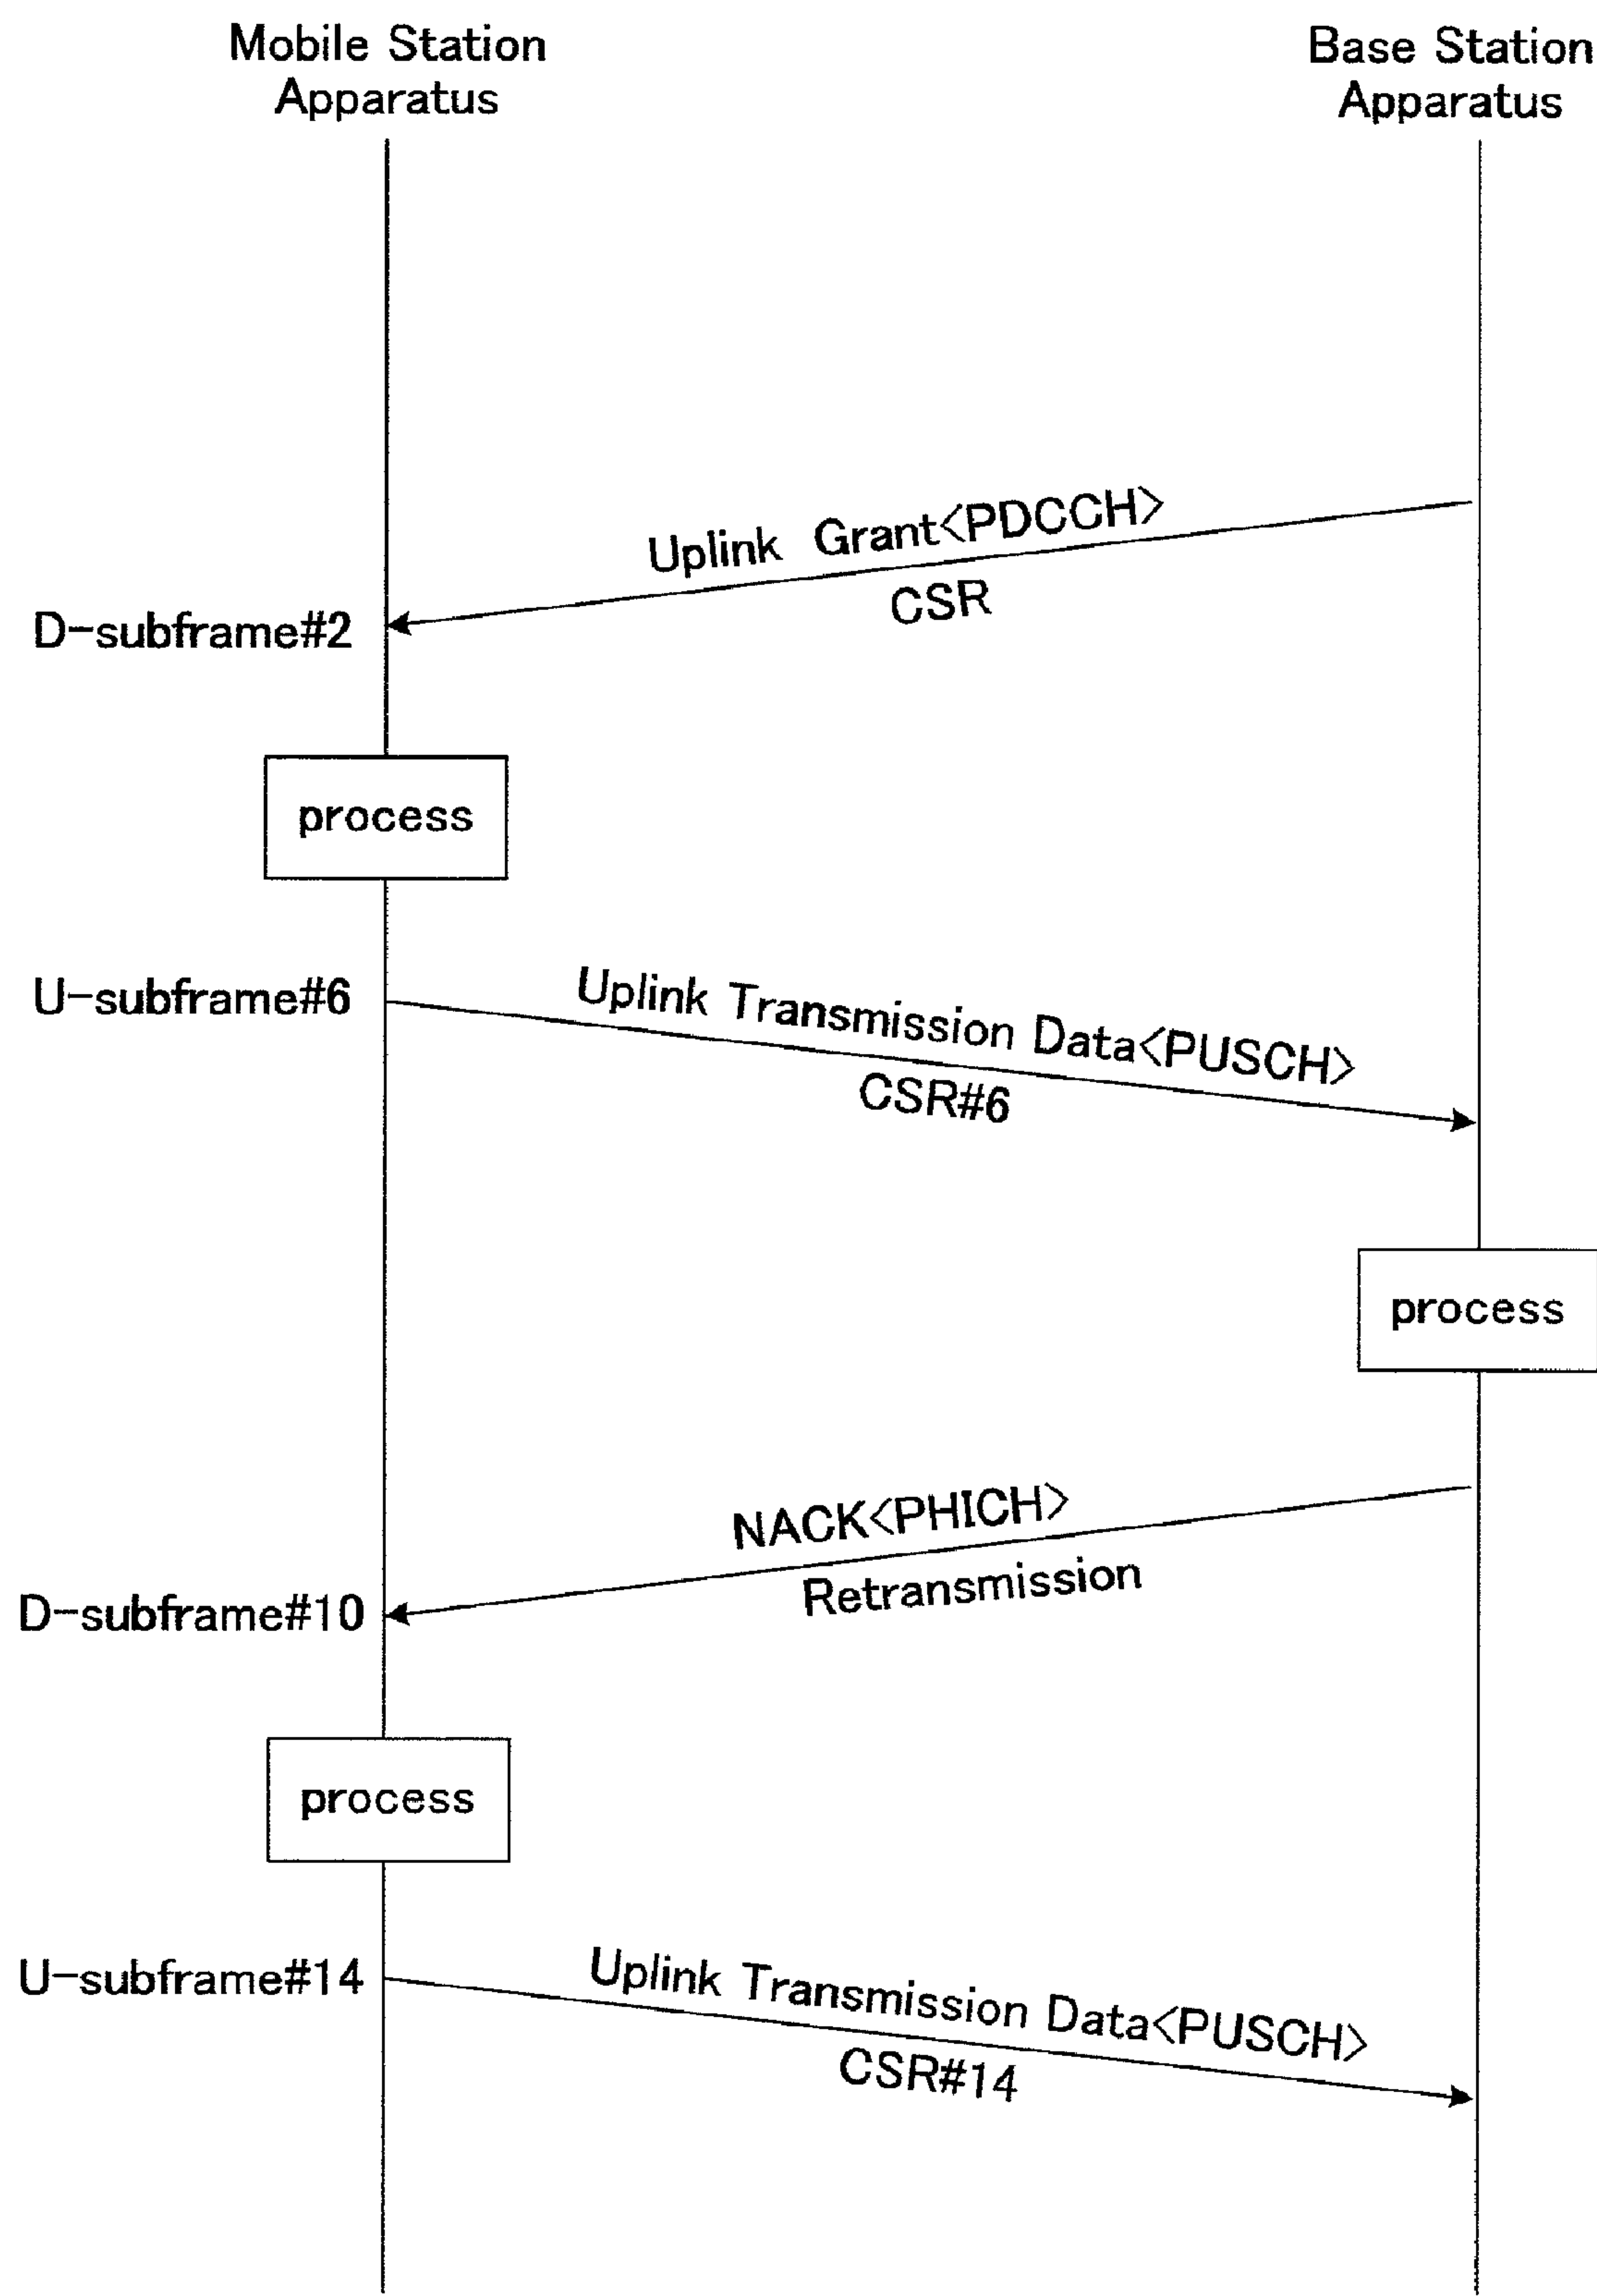 Mobile Station
Apparatus
Base Station
Apparatus
Uplink Grant<PDCCH>
CSR
D-subframe#2
process
U-subframe#6
Uplink Transmission Data<PUSCH>
CSR#6
process
NACK<PHICH>
Retransmission
D-subframe#10
process
U-subframe#14
Uplink Transmission Data<PUSCH>
CSR#14